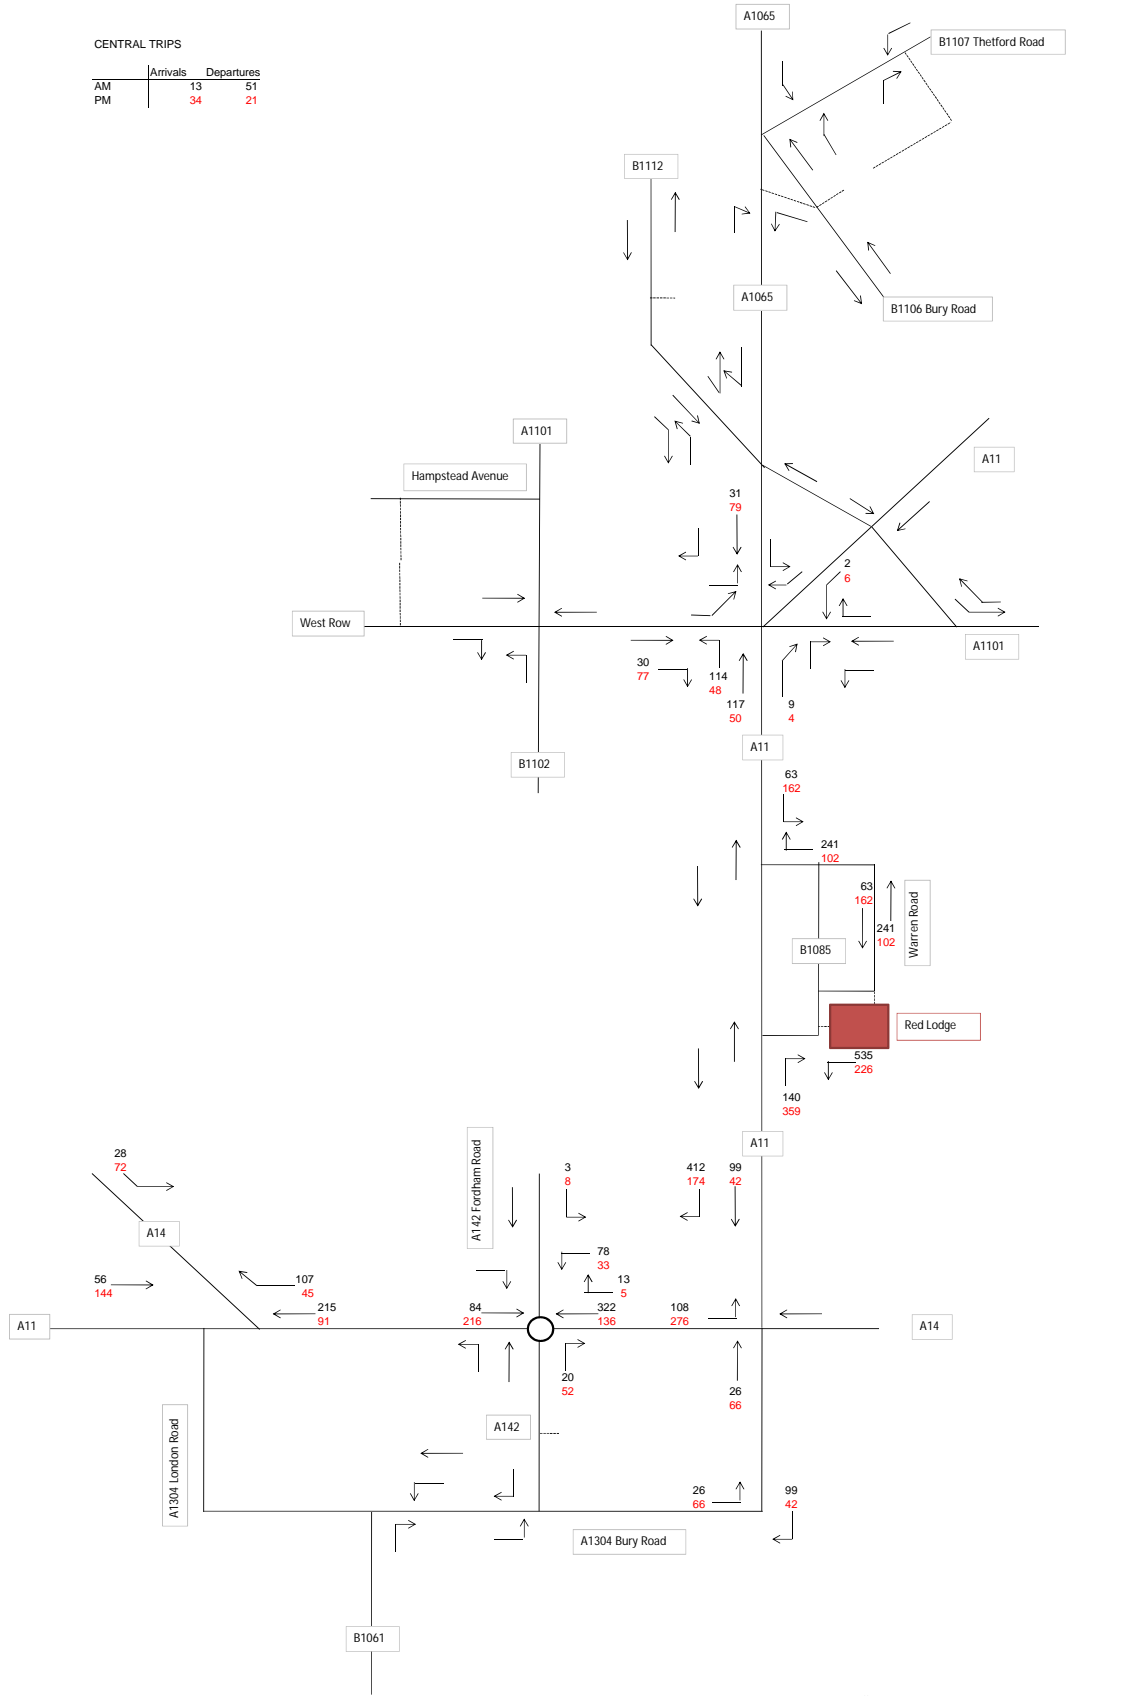 A1065
CENTRAL TRIPS
B1107 Thetford Road
Arrivals Departures
AM 13 51
PM 34 21
B1112
A1065
B1106 Bury Road
A1101
A11
Hampstead Avenue
31
79
2
6
West Row
A1101
30
77
114
48
117
50
9
4
A11
B1102
63
162
241
102
63
162
Warren Road
241
102
B1085
Red Lodge
535
226
140
359
A11
A142 Fordham Road
28
72
3
8
412
174
99
42
A14
78
33
56
144
107
45
13
5
215
91
84
216
322
136
108
276
A11
A14
20
52
26
66
A142
A1304 London Road
26
66
99
42
A1304 Bury Road
B1061